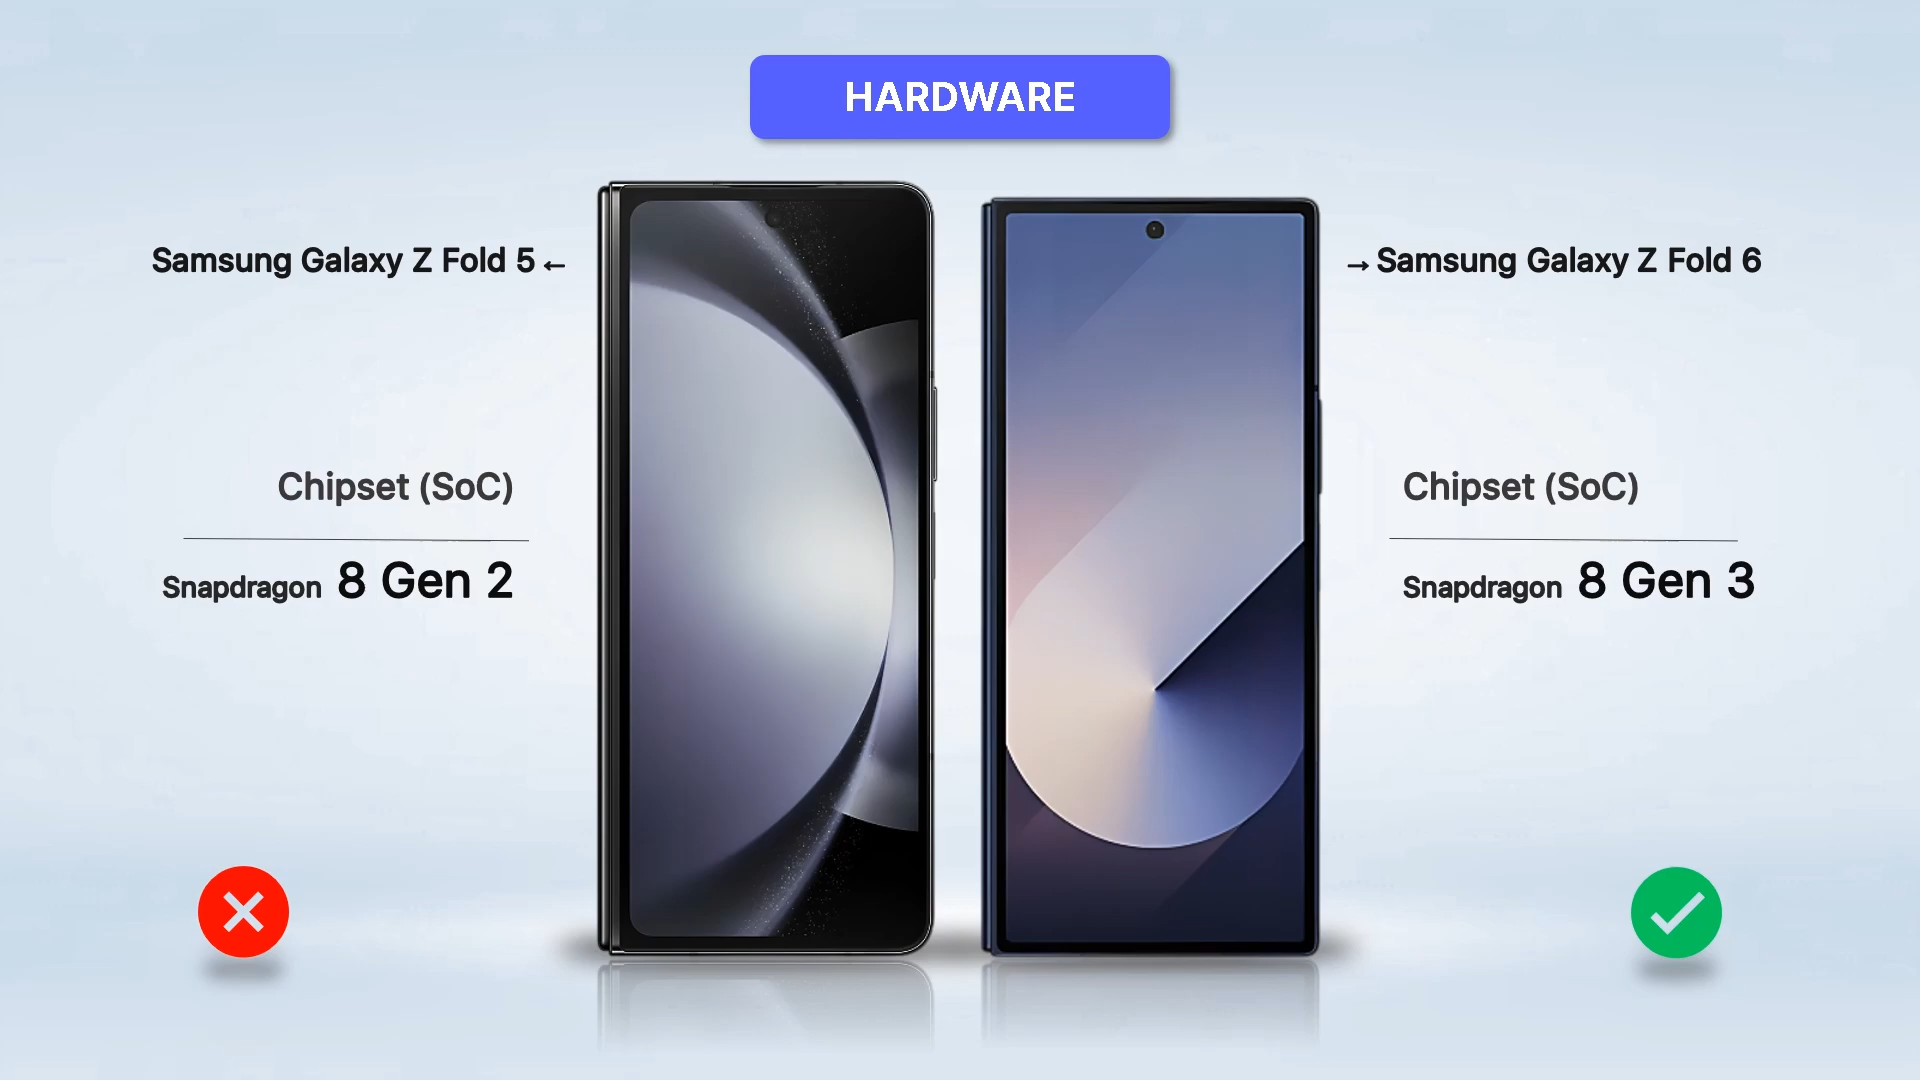 HARDWARE
Samsung Galaxy Z Fold 5 ←
→ Samsung Galaxy Z Fold 6
Chipset (SoC)
Snapdragon 8 Gen 2
Chipset (SoC)
Snapdragon 8 Gen 3